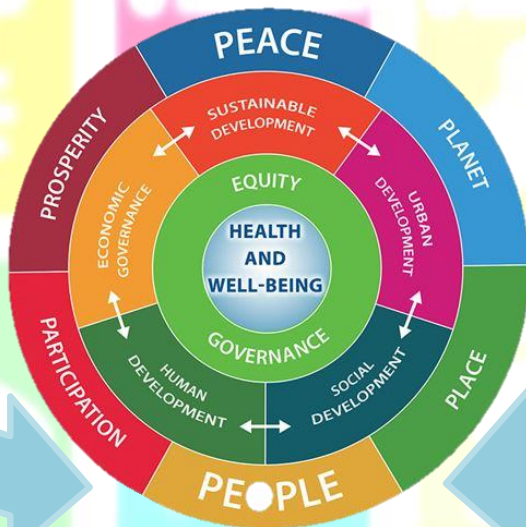 PEACE
PLANET
PLACE
PEOPLE
PARTICIPATION
PROSPERITY
SUSTAINABLE
DEVELOPMENT
URBAN
DEVELOPMENT
SOCIAL
DEVELOPMENT
HUMAN
DEVELOPMENT
ECONOMIC
GOVERNANCE
EQUITY
GOVERNANCE
HEALTH
AND
WELL-BEING